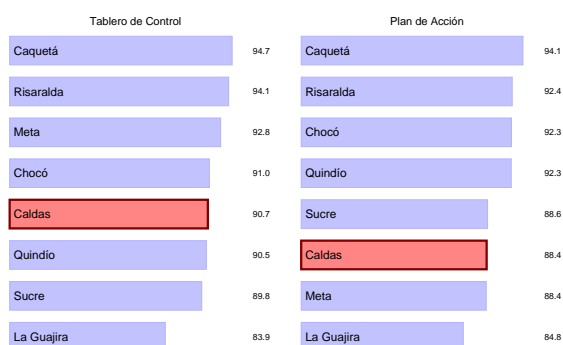 Tablero de Control
Caquetá 94.7
Risaralda 94.1
Meta 92.8
Chocó 91.0
Caldas 90.7
Quindío 90.5
Sucre 89.8
La Guajira 83.9
Plan de Acción
Caquetá 94.1
Risaralda 92.4
Chocó 92.3
Quindío 92.3
Sucre 88.6
Caldas 88.4
Meta 88.4
La Guajira 84.8